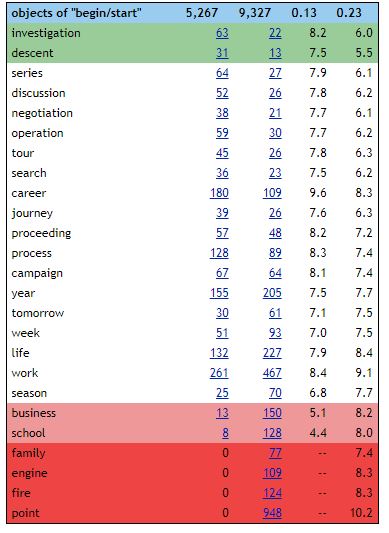 objects of "begin/start" 5,267 9,327 0.13 0.23
investigation 63 22 8.2 6.0
descent 31 13 7.5 5.5
series 64 27 7.9 6.1
discussion 52 26 7.8 6.2
negotiation 38 21 7.7 6.1
operation 59 30 7.7 6.2
tour 45 26 7.8 6.3
search 36 23 7.5 6.2
career 180 109 9.6 8.3
journey 39 26 7.6 6.3
proceeding 57 48 8.2 7.2
process 128 89 8.3 7.4
campaign 67 64 8.1 7.4
year 155 205 7.5 7.7
tomorrow 30 61 7.1 7.5
week 51 93 7.0 7.5
life 132 227 7.9 8.4
work 261 467 8.4 9.1
season 25 70 6.8 7.7
business 13 150 5.1 8.2
school 8 128 4.4 8.0
family 0 77 -- 7.4
engine 0 109 -- 8.3
fire 0 124 -- 8.3
point 0 948 -- 10.2